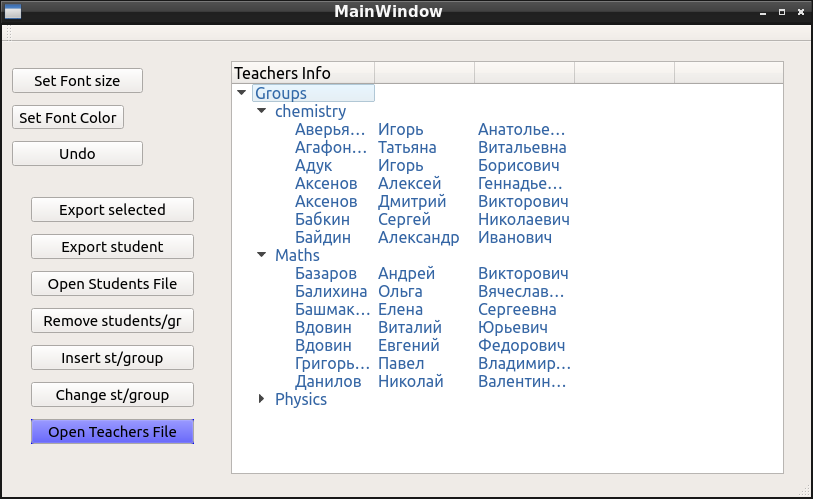 MainWindow
Set Font size
Set Font Color
Undo
Export selected
Export student
Open Students File
Remove students/gr
Insert st/group
Change st/group
Open Teachers File
Teachers Info
Groups
chemistry
Аверья… Игорь Анатолье…
Агафон… Татьяна Витальевна
Адук Игорь Борисович
Аксенов Алексей Геннадье…
Аксенов Дмитрий Викторович
Бабкин Сергей Николаевич
Байдин Александр Иванович
Maths
Базаров Андрей Викторович
Балихина Ольга Вячеслав…
Башмак… Елена Сергеевна
Вдовин Виталий Юрьевич
Вдовин Евгений Федорович
Григорь… Павел Владимир…
Данилов Николай Валентин…
Physics